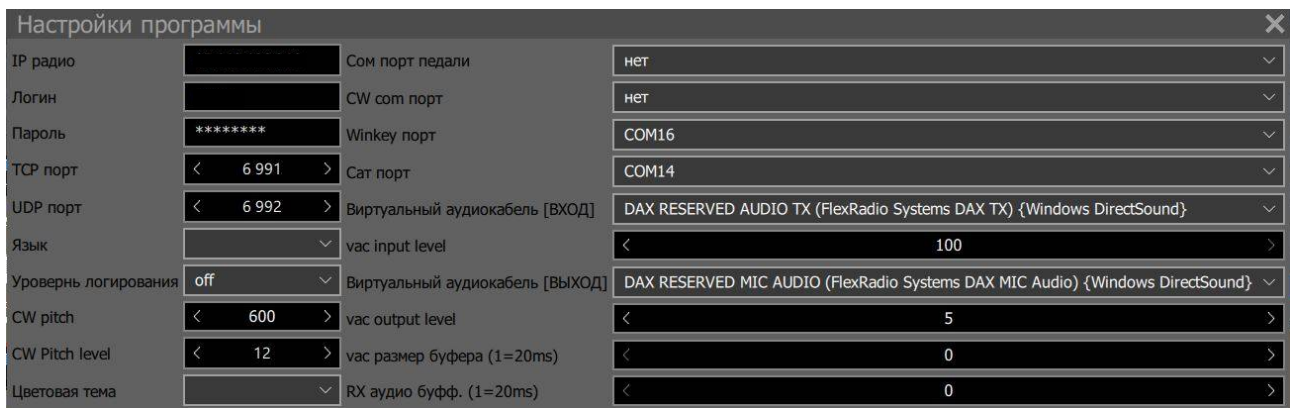 Настройки программы
IP радио Сом порт педали нет
Логин CW com порт нет
Пароль ******** Winkey порт COM16
TCP порт 6 991 Cат порт COM14
UDP порт 6 992 Виртуальный аудиокабель [ВХОД] DAX RESERVED AUDIO TX (FlexRadio Systems DAX TX) {Windows DirectSound}
Язык vac input level 100
Уровернь логирования off Виртуальный аудиокабель [ВЫХОД] DAX RESERVED MIC AUDIO (FlexRadio Systems DAX MIC Audio) {Windows DirectSound}
CW pitch 600 vac output level 5
CW Pitch level 12 vac размер буфера (1=20ms) 0
Цветовая тема RX аудио буфф. (1=20ms) 0